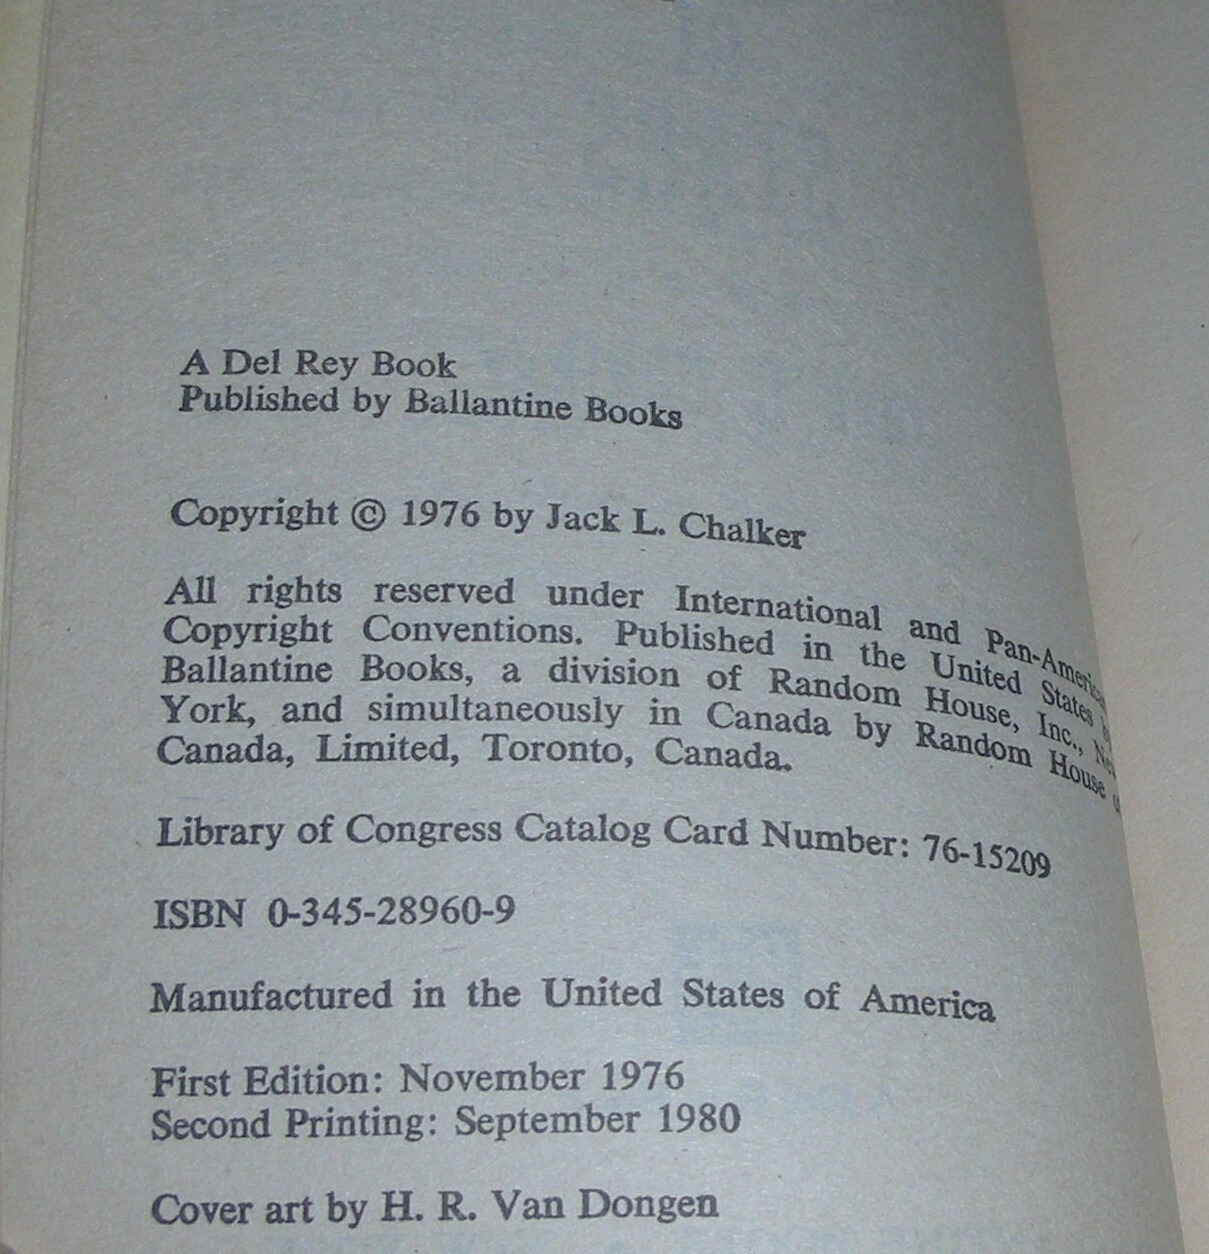 A Del Rey Book
Published by Ballantine Books
Copyright © 1976 by Jack L. Chalker
All rights reserved under International and Pan-America
Copyright Conventions. Published in the United States by
Ballantine Books, a division of Random House, Inc., New
York, and simultaneously in Canada by Random House
Canada, Limited, Toronto, Canada.
Library of Congress Catalog Card Number: 76-15209
ISBN 0-345-28960-9
Manufactured in the United States of America
First Edition: November 1976
Second Printing: September 1980
Cover art by H. R. Van Dongen